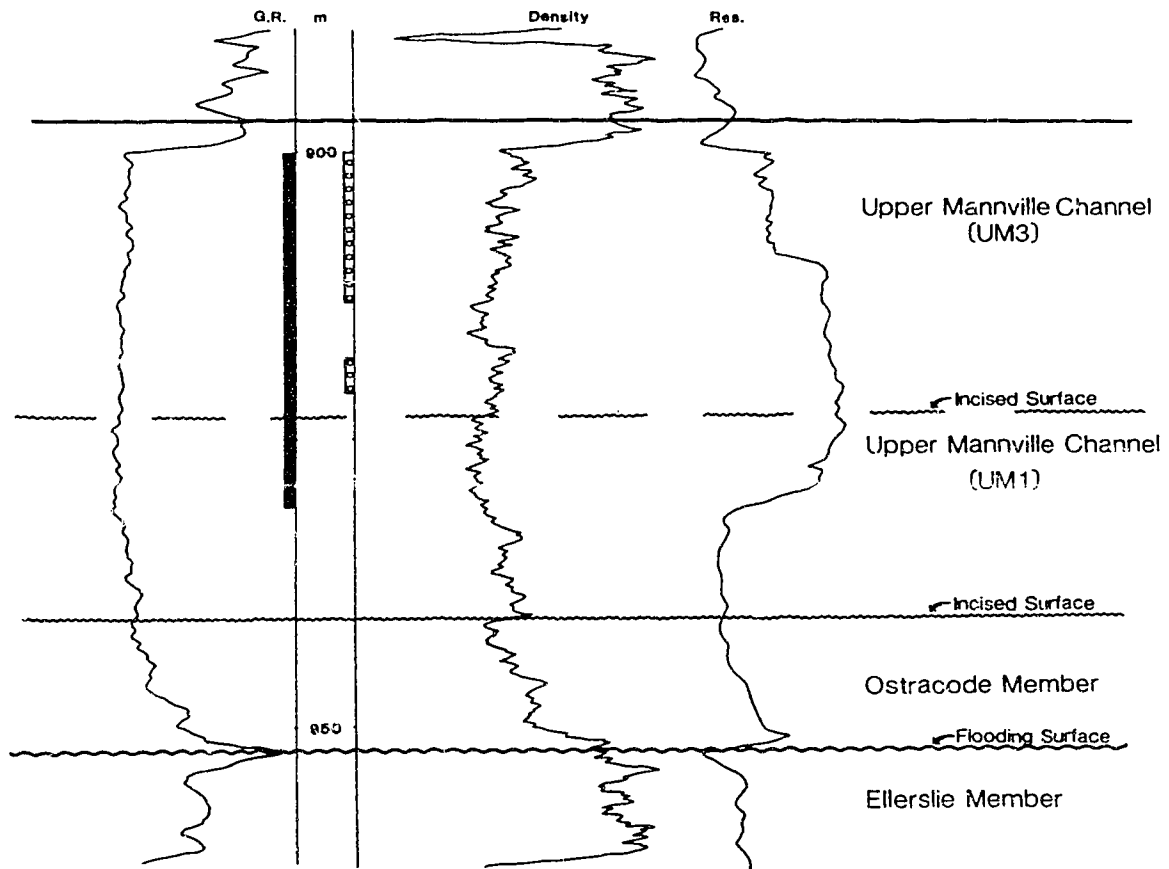 G.R. m Density Res.
900
Upper Mannville Channel
(UM3)
Incised Surface
Upper Mannville Channel
(UM1)
Incised Surface
Ostracode Member
950
Flooding Surface
Ellerslie Member